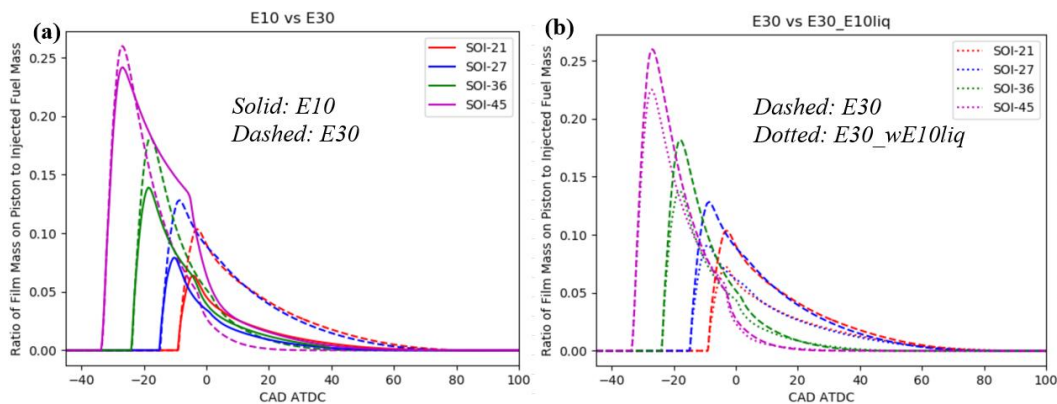 E10 vs E30
(a)
Ratio of Film Mass on Piston to Injected Fuel Mass
0.25
0.20
0.15
0.10
0.05
0.00
SOI-21
SOI-27
SOI-36
SOI-45
Solid: E10
Dashed: E30
−40 −20 0 20 40 60 80 100
CAD ATDC
E30 vs E30_E10liq
(b)
Ratio of Film Mass on Piston to Injected Fuel Mass
0.25
0.20
0.15
0.10
0.05
0.00
SOI-21
SOI-27
SOI-36
SOI-45
Dashed: E30
Dotted: E30_wE10liq
−40 −20 0 20 40 60 80 100
CAD ATDC